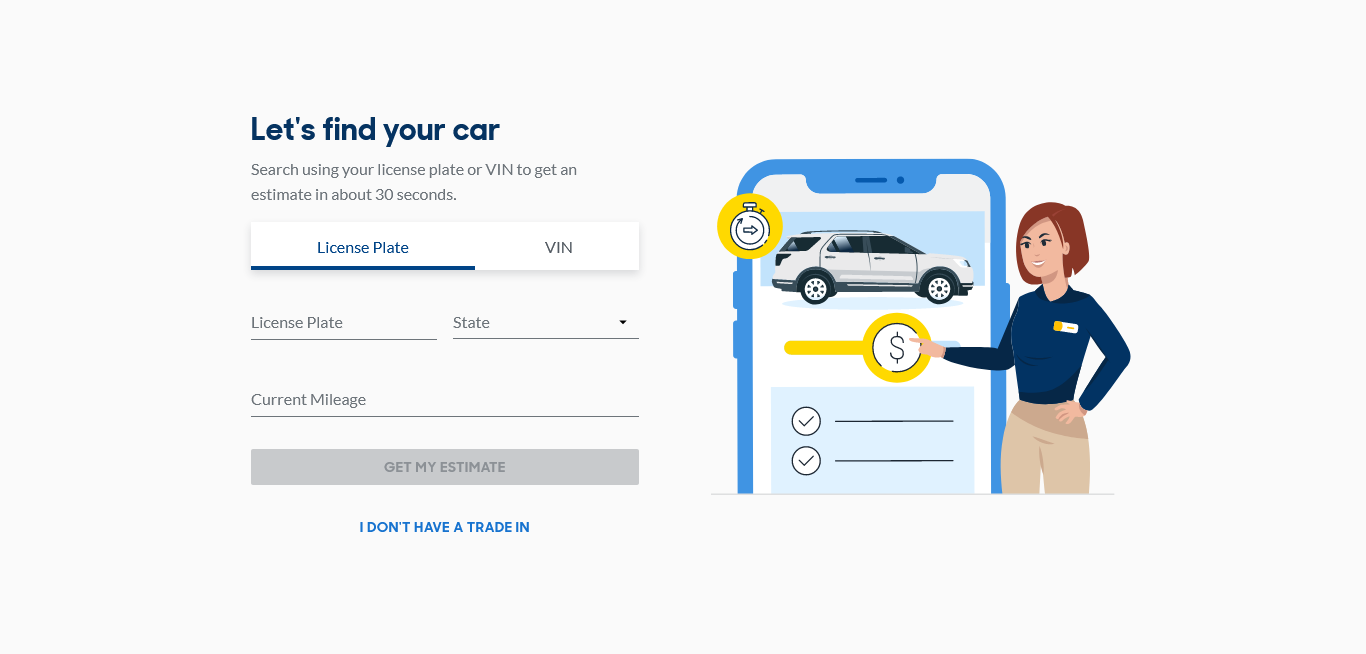 Let's find your car
Search using your license plate or VIN to get an
estimate in about 30 seconds.
License Plate VIN
License Plate State
Current Mileage
GET MY ESTIMATE
I DON'T HAVE A TRADE IN
$